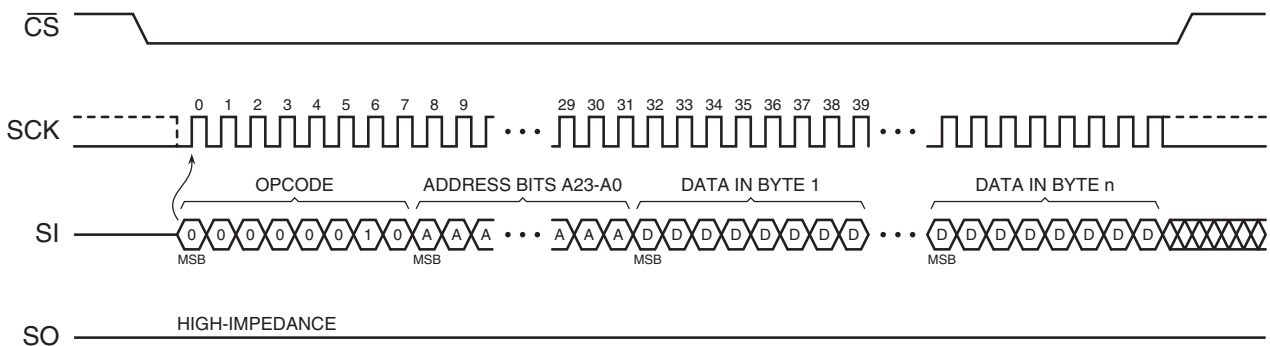 CS
0 1 2 3 4 5 6 7 8 9 29 30 31 32 33 34 35 36 37 38 39
SCK
OPCODE ADDRESS BITS A23-A0 DATA IN BYTE 1 DATA IN BYTE n
SI 0 0 0 0 0 0 1 0 A A A A A A D D D D D D D D D D D D D D D D
MSB MSB MSB MSB
HIGH-IMPEDANCE
SO